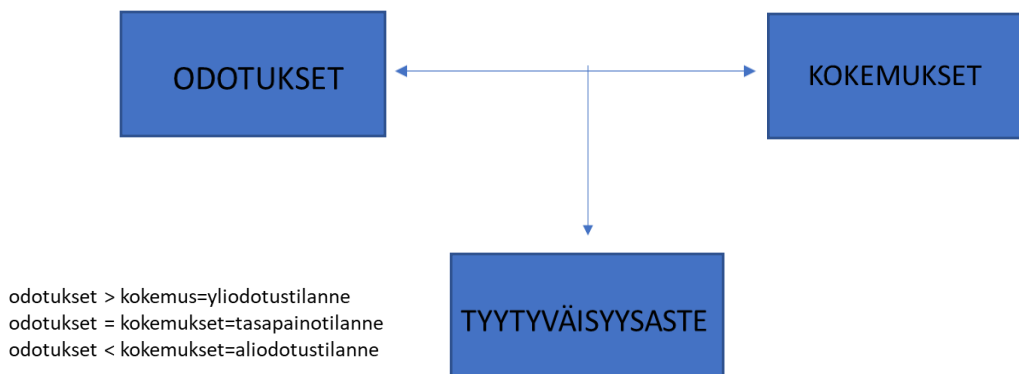 ODOTUKSET
KOKEMUKSET
TYYTYVÄISYYSASTE
odotukset > kokemus=yliodotustilanne
odotukset = kokemukset=tasapainotilanne
odotukset < kokemukset=aliodotustilanne